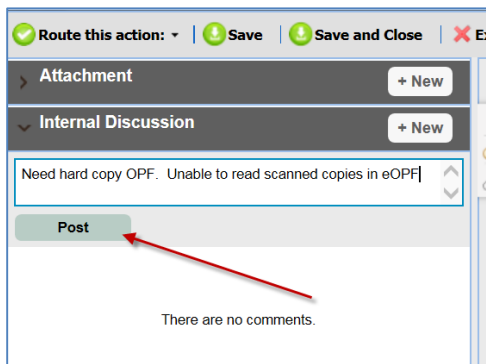 Route this action: Save Save and Close
Attachment + New
Internal Discussion + New
Need hard copy OPF. Unable to read scanned copies in eOPF
Post
There are no comments.